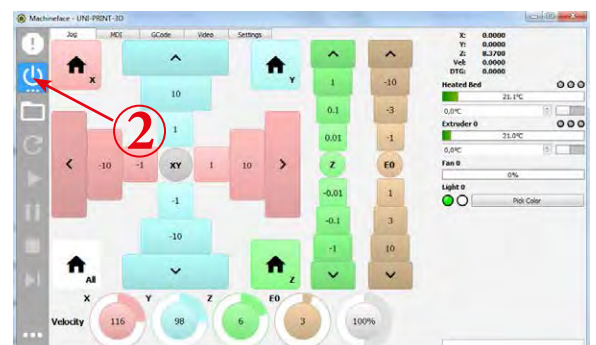 Machineface - UNI-PRINT-3D
Jog MDI GCode Video Settings
X
Y
10
1
-10 -1 XY 1 10
-1
-10
All
Z
1
0.1
0.01
Z
-0.01
-0.1
-1
-10
-3
-1
E0
1
3
10
X Y Z E0
Velocity 116 98 6 3 100%
2
X: 0.0000
Y: 0.0000
Z: 8.3700
Vel: 0.0000
DTG: 0.0000
Heated Bed
21.1°C
0,0°C
Extruder 0
21.0°C
0,0°C
Fan 0
0%
Light 0
Pick Color